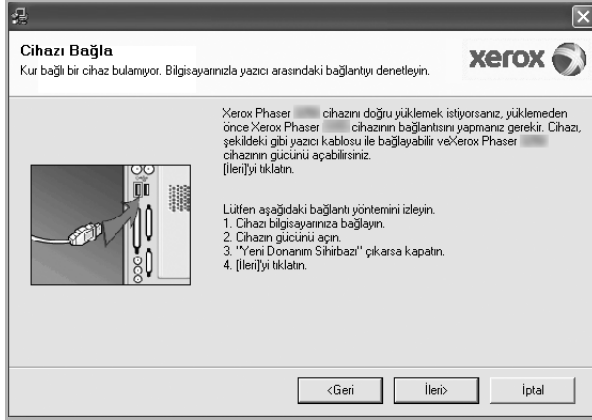 Cihazı Bağla
Kur bağlı bir cihaz bulamıyor. Bilgisayarınızla yazıcı arasındaki bağlantıyı denetleyin.
xerox
Xerox Phaser cihazını doğru yüklemek istiyorsanız, yüklemeden
önce Xerox Phaser cihazının bağlantısını yapmanız gerekir. Cihazı,
şekildeki gibi yazıcı kablosu ile bağlayabilir veXerox Phaser
cihazının gücünü açabilirsiniz.
[İleri]'yi tıklatın.
Lütfen aşağıdaki bağlantı yöntemini izleyin.
1. Cihazı bilgisayarınıza bağlayın.
2. Cihazın gücünü açın.
3. "Yeni Donanım Sihirbazı" çıkarsa kapatın.
4. [İleri]'yi tıklatın.
<Geri
İleri>
İptal